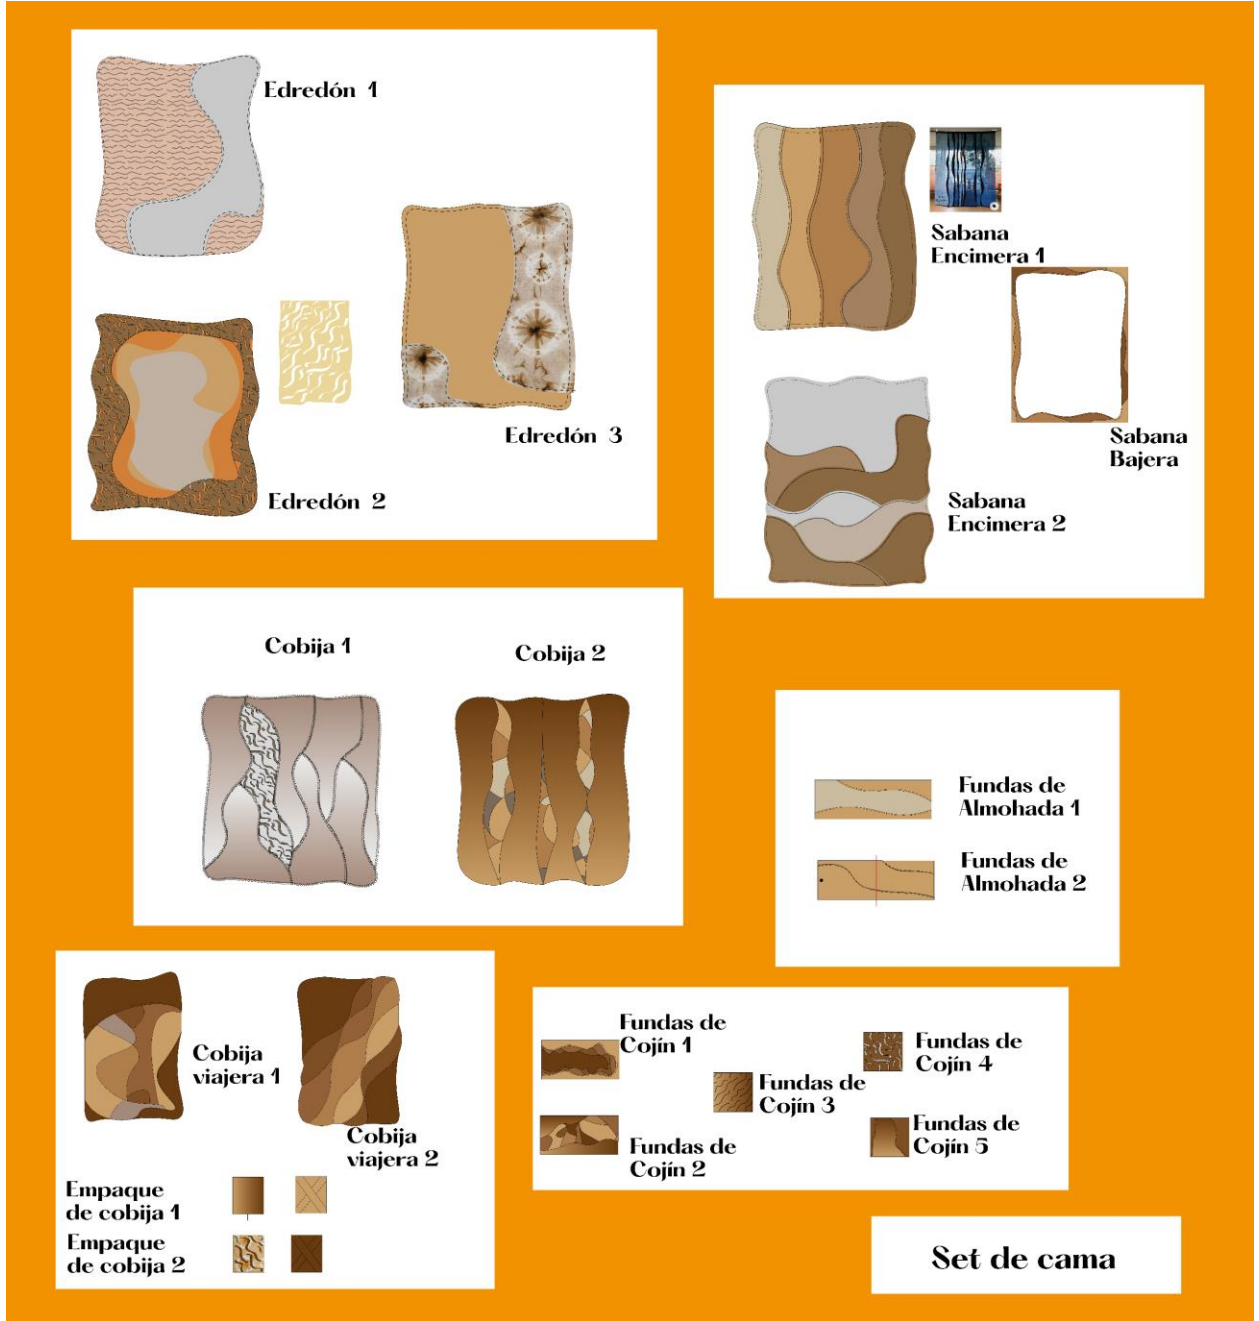 Edredón 1
Edredón 3
Edredón 2
Sabana
Encimera 1
Sabana
Bajera
Sabana
Encimera 2
Cobija 1
Cobija 2
Fundas de
Almohada 1
Fundas de
Almohada 2
Cobija
viajera 1
Cobija
viajera 2
Empaque
de cobija 1
Empaque
de cobija 2
Fundas de
Cojín 1
Fundas de
Cojín 2
Fundas de
Cojín 3
Fundas de
Cojín 4
Fundas de
Cojín 5
Set de cama